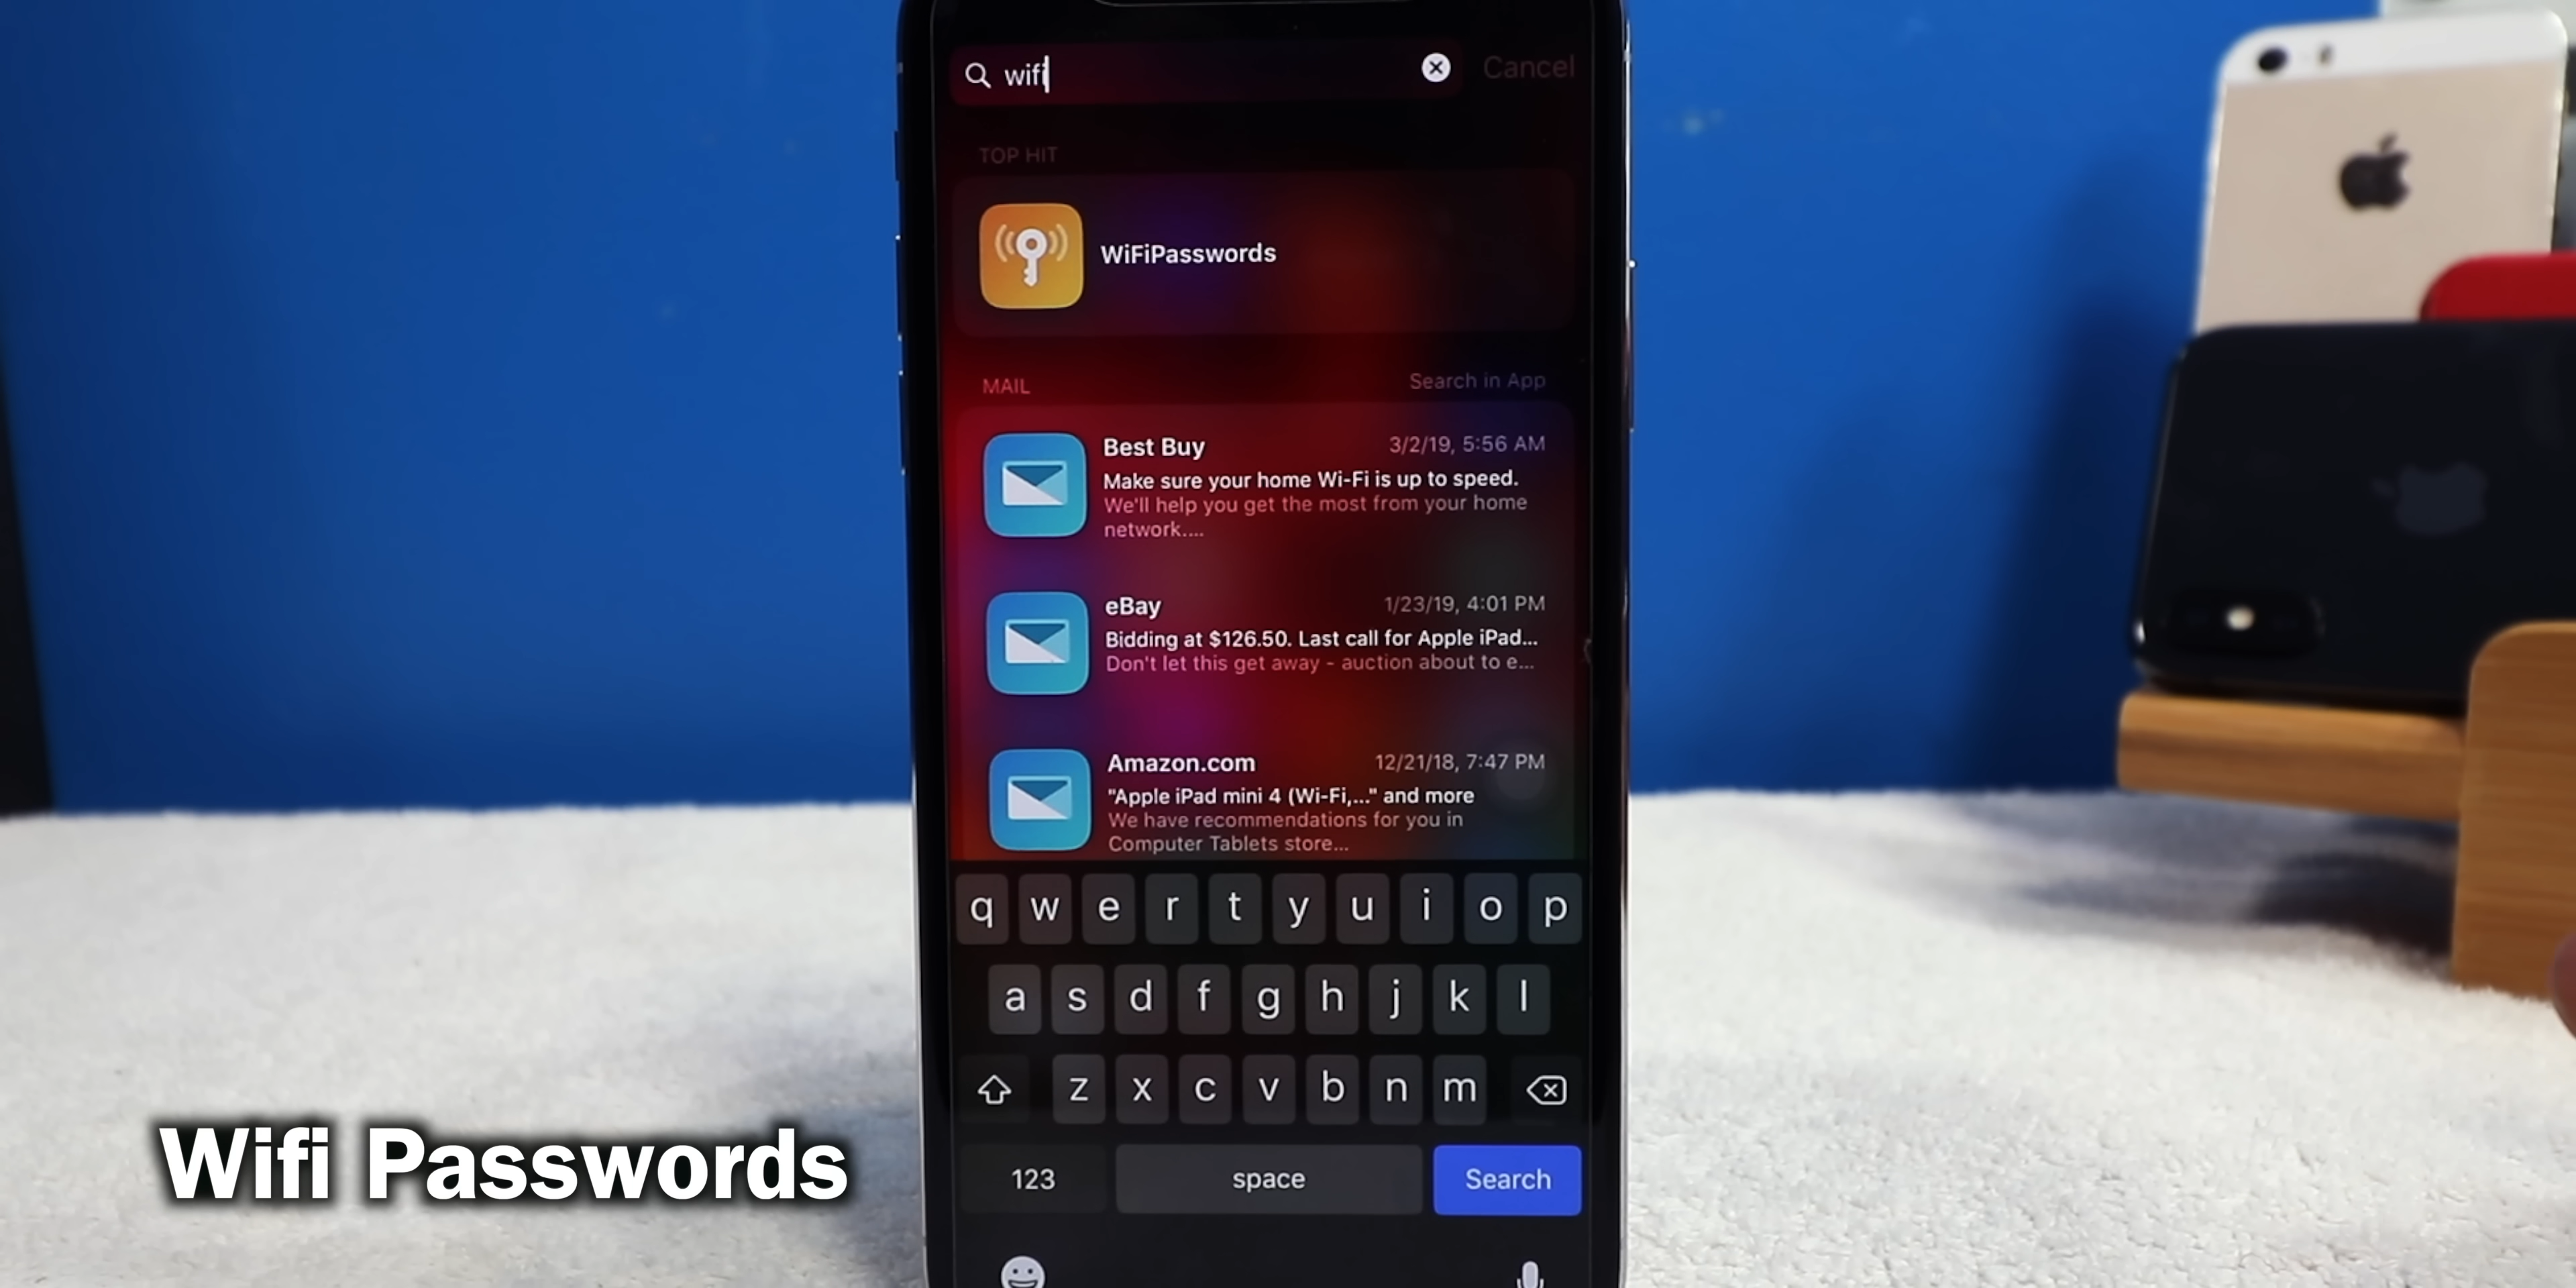 wifi
Cancel
TOP HIT
WiFiPasswords
MAIL
Search in App
Best Buy
3/2/19, 5:56 AM
Make sure your home Wi-Fi is up to speed.
We'll help you get the most from your home
network....
eBay
1/23/19, 4:01 PM
Bidding at $126.50. Last call for Apple iPad...
Don't let this get away - auction about to e...
Amazon.com
12/21/18, 7:47 PM
"Apple iPad mini 4 (Wi-Fi,..." and more
We have recommendations for you in
Computer Tablets store...
q w e r t y u i o p
a s d f g h j k l
z x c v b n m
123 space Search
Wifi Passwords